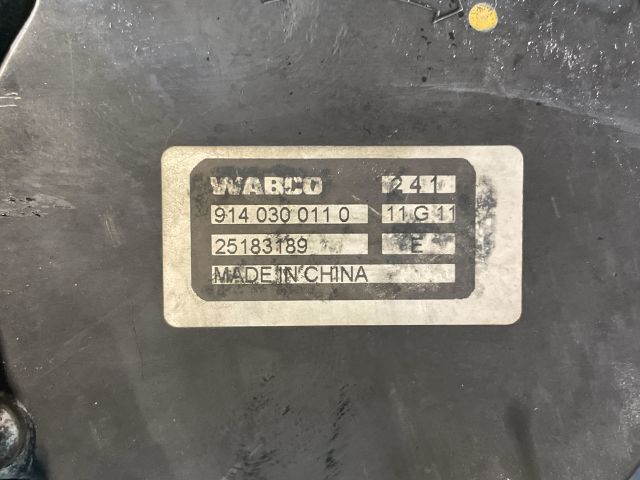 WABCO 241
914 030 011 0 11 G 11
25183189 E
MADE IN CHINA